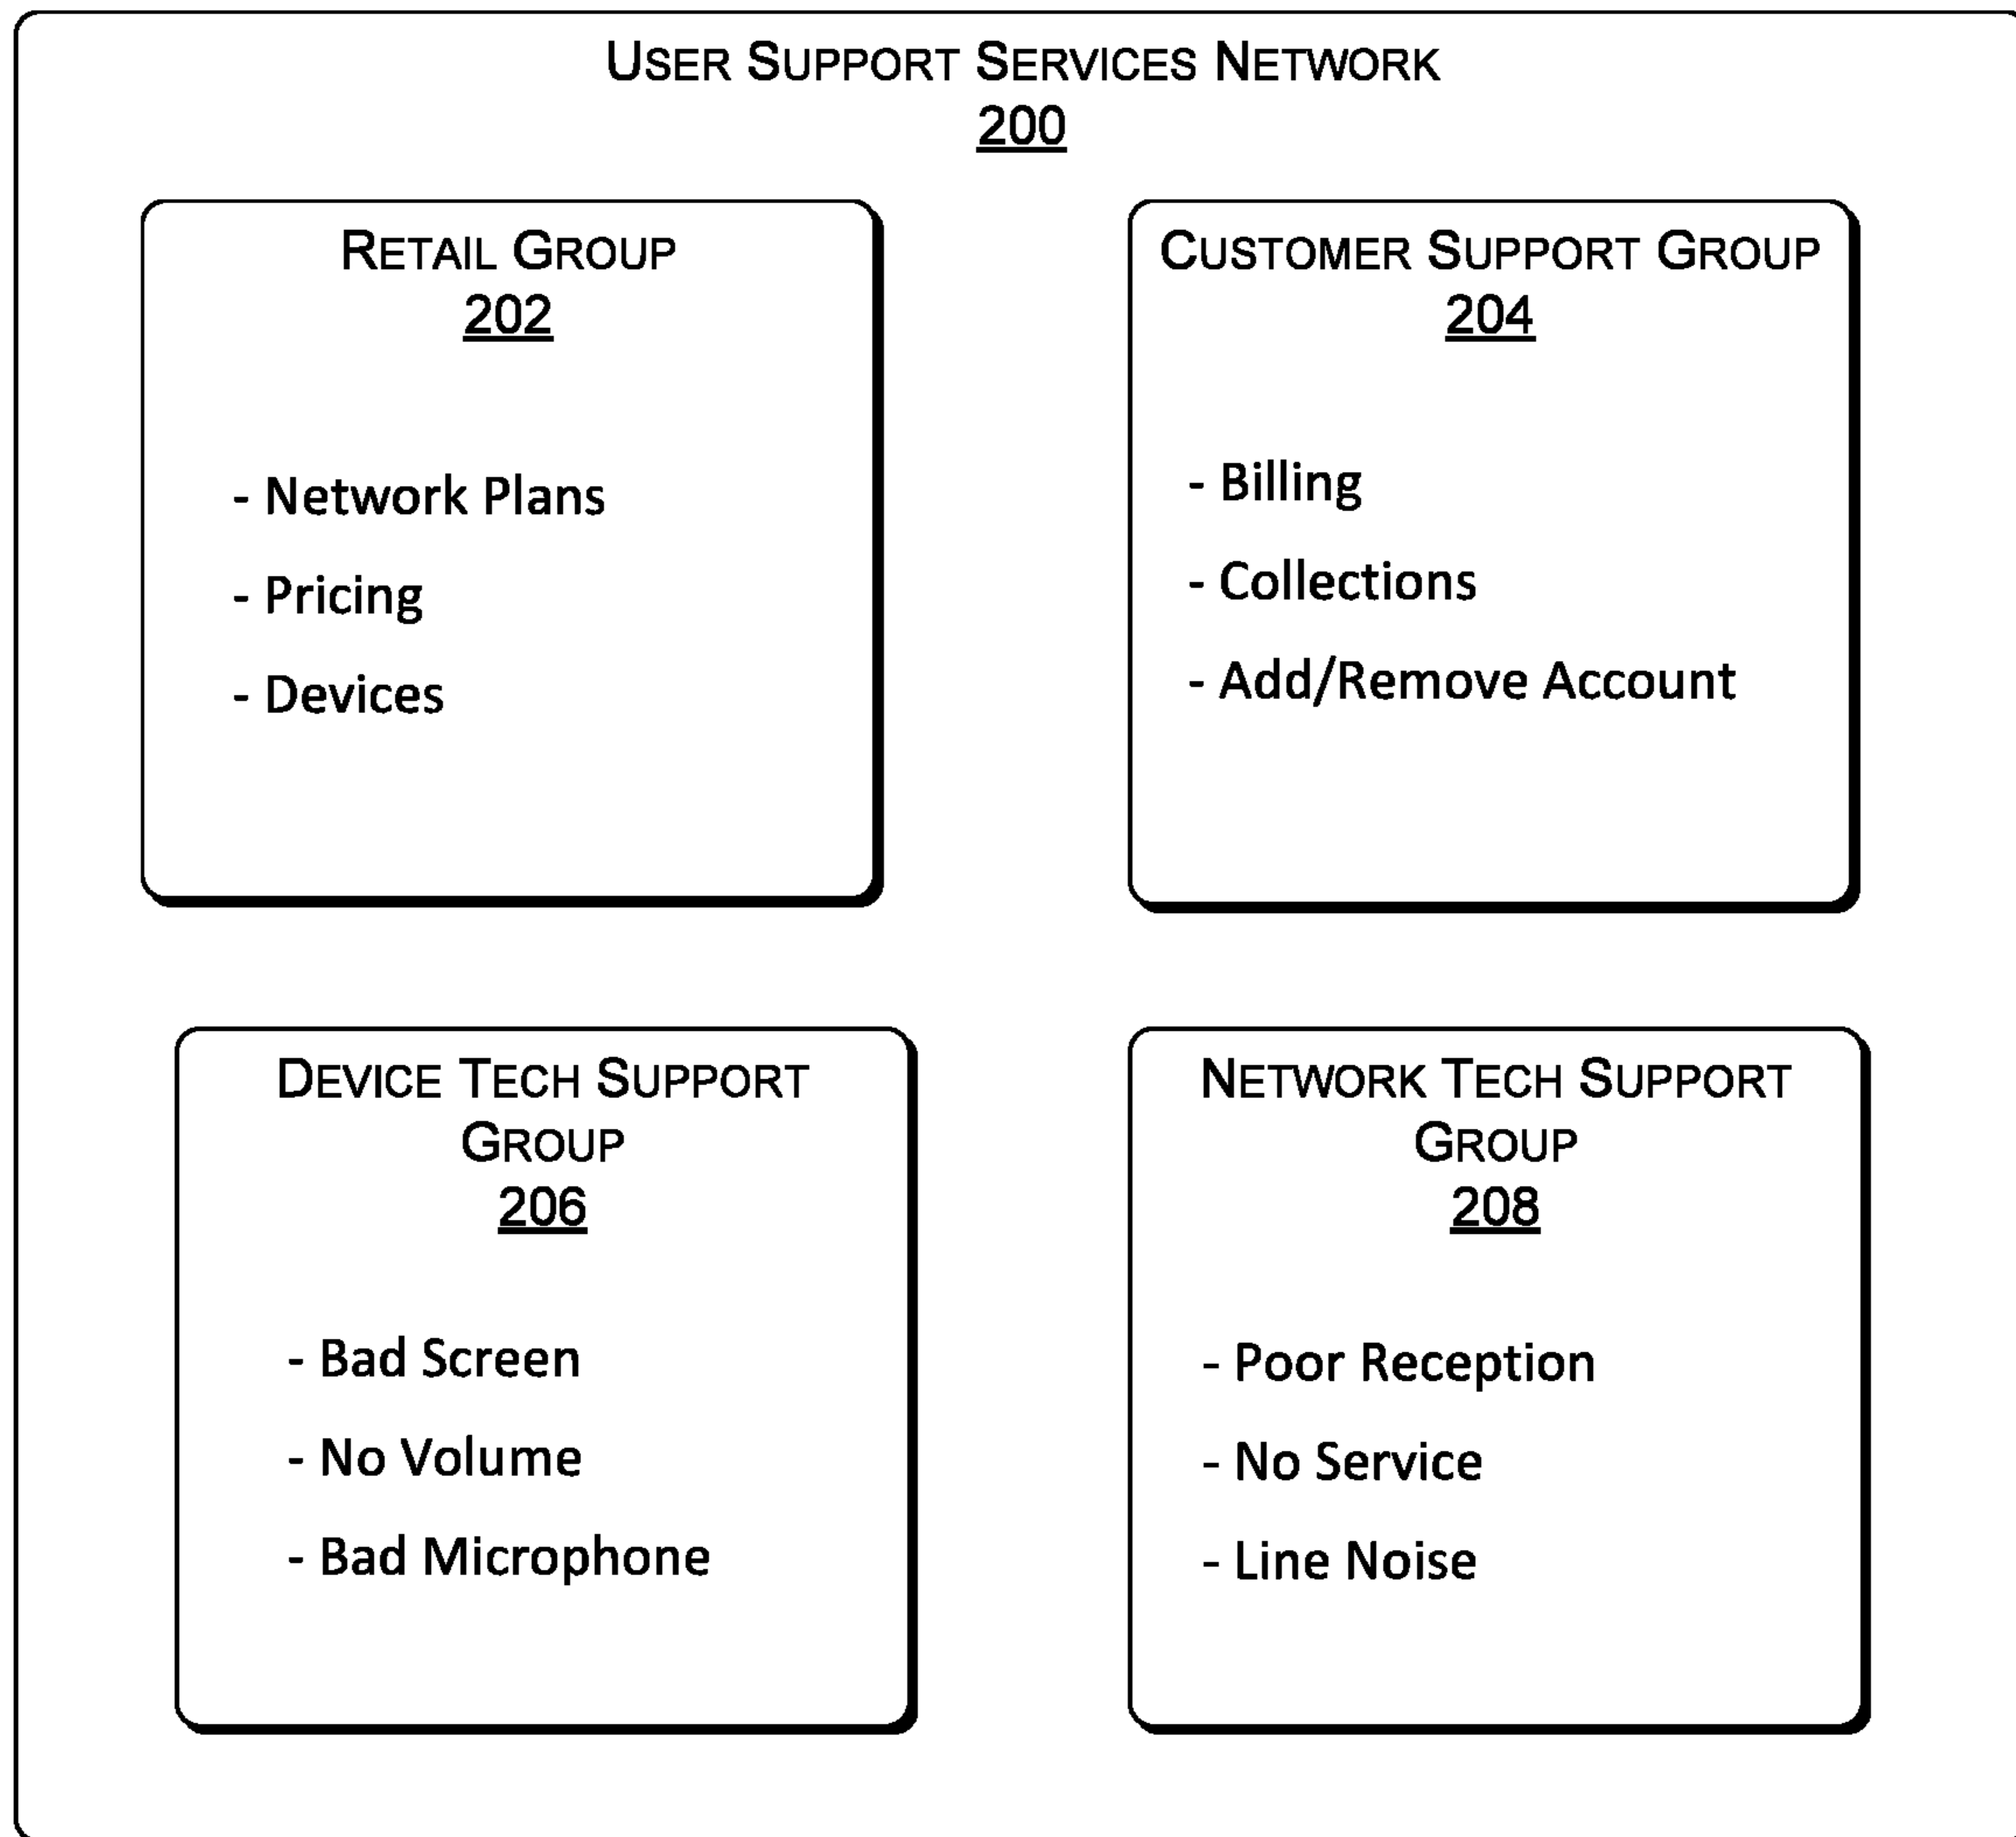 USER SUPPORT SERVICES NETWORK
200
RETAIL GROUP
202
- Network Plans
- Pricing
- Devices
CUSTOMER SUPPORT GROUP
204
- Billing
- Collections
- Add/Remove Account
DEVICE TECH SUPPORT
GROUP
206
- Bad Screen
- No Volume
- Bad Microphone
NETWORK TECH SUPPORT
GROUP
208
- Poor Reception
- No Service
- Line Noise